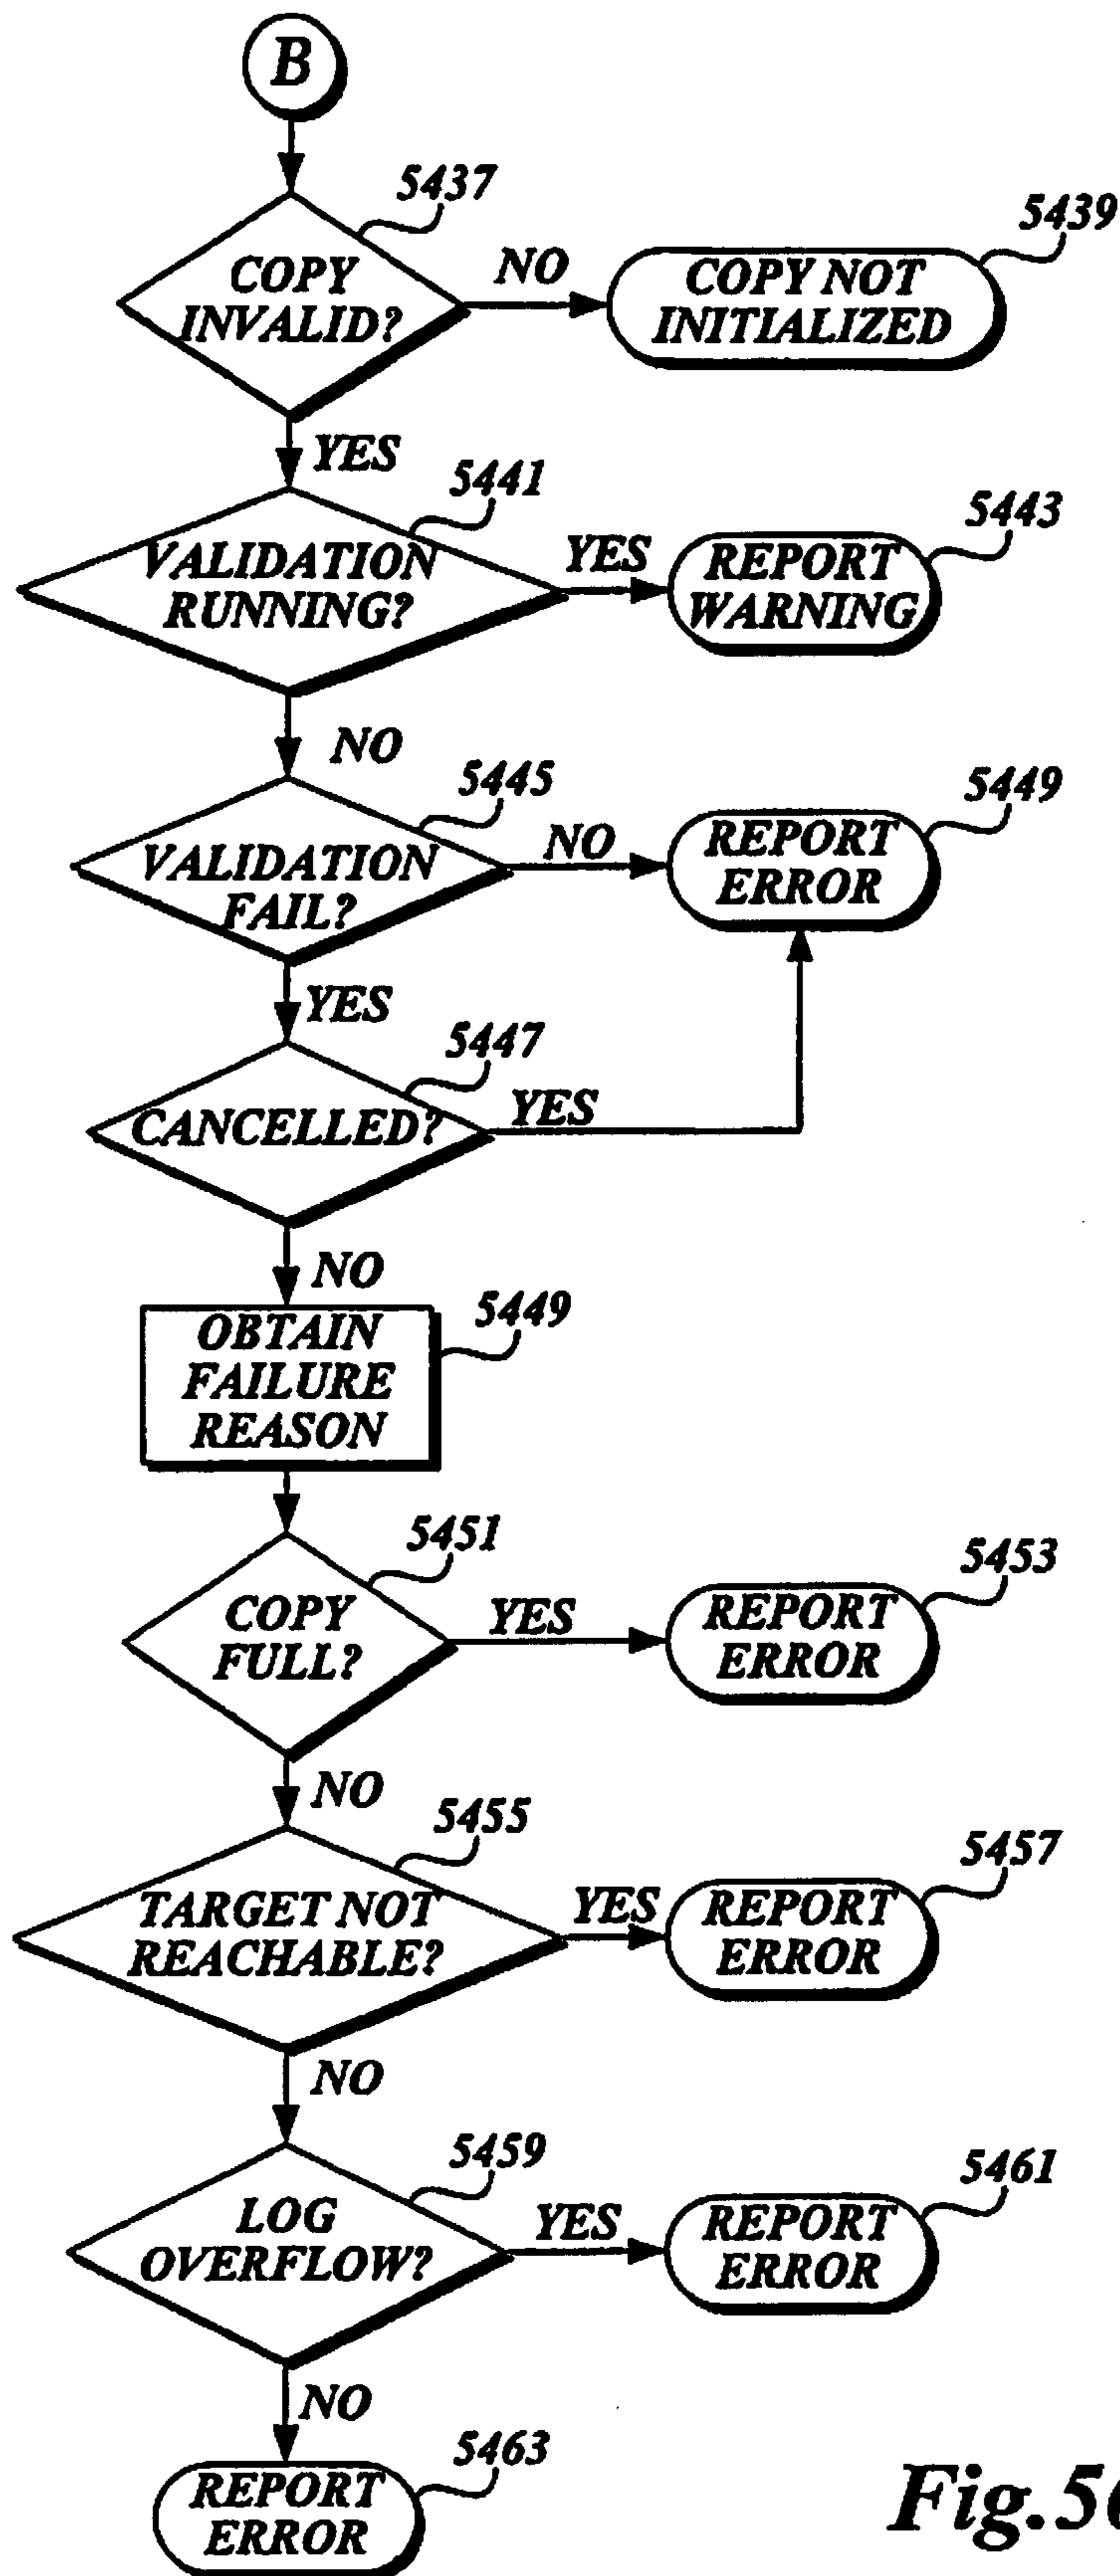 B
5437
COPY
INVALID?
NO
5439
COPY NOT
INITIALIZED
YES
5441
VALIDATION
RUNNING?
YES
5443
REPORT
WARNING
NO
5445
VALIDATION
FAIL?
NO
5449
REPORT
ERROR
YES
5447
CANCELLED?
YES
NO
5449
OBTAIN
FAILURE
REASON
5451
COPY
FULL?
YES
5453
REPORT
ERROR
NO
5455
TARGET NOT
REACHABLE?
YES
5457
REPORT
ERROR
NO
5459
LOG
OVERFLOW?
YES
5461
REPORT
ERROR
NO
5463
REPORT
ERROR